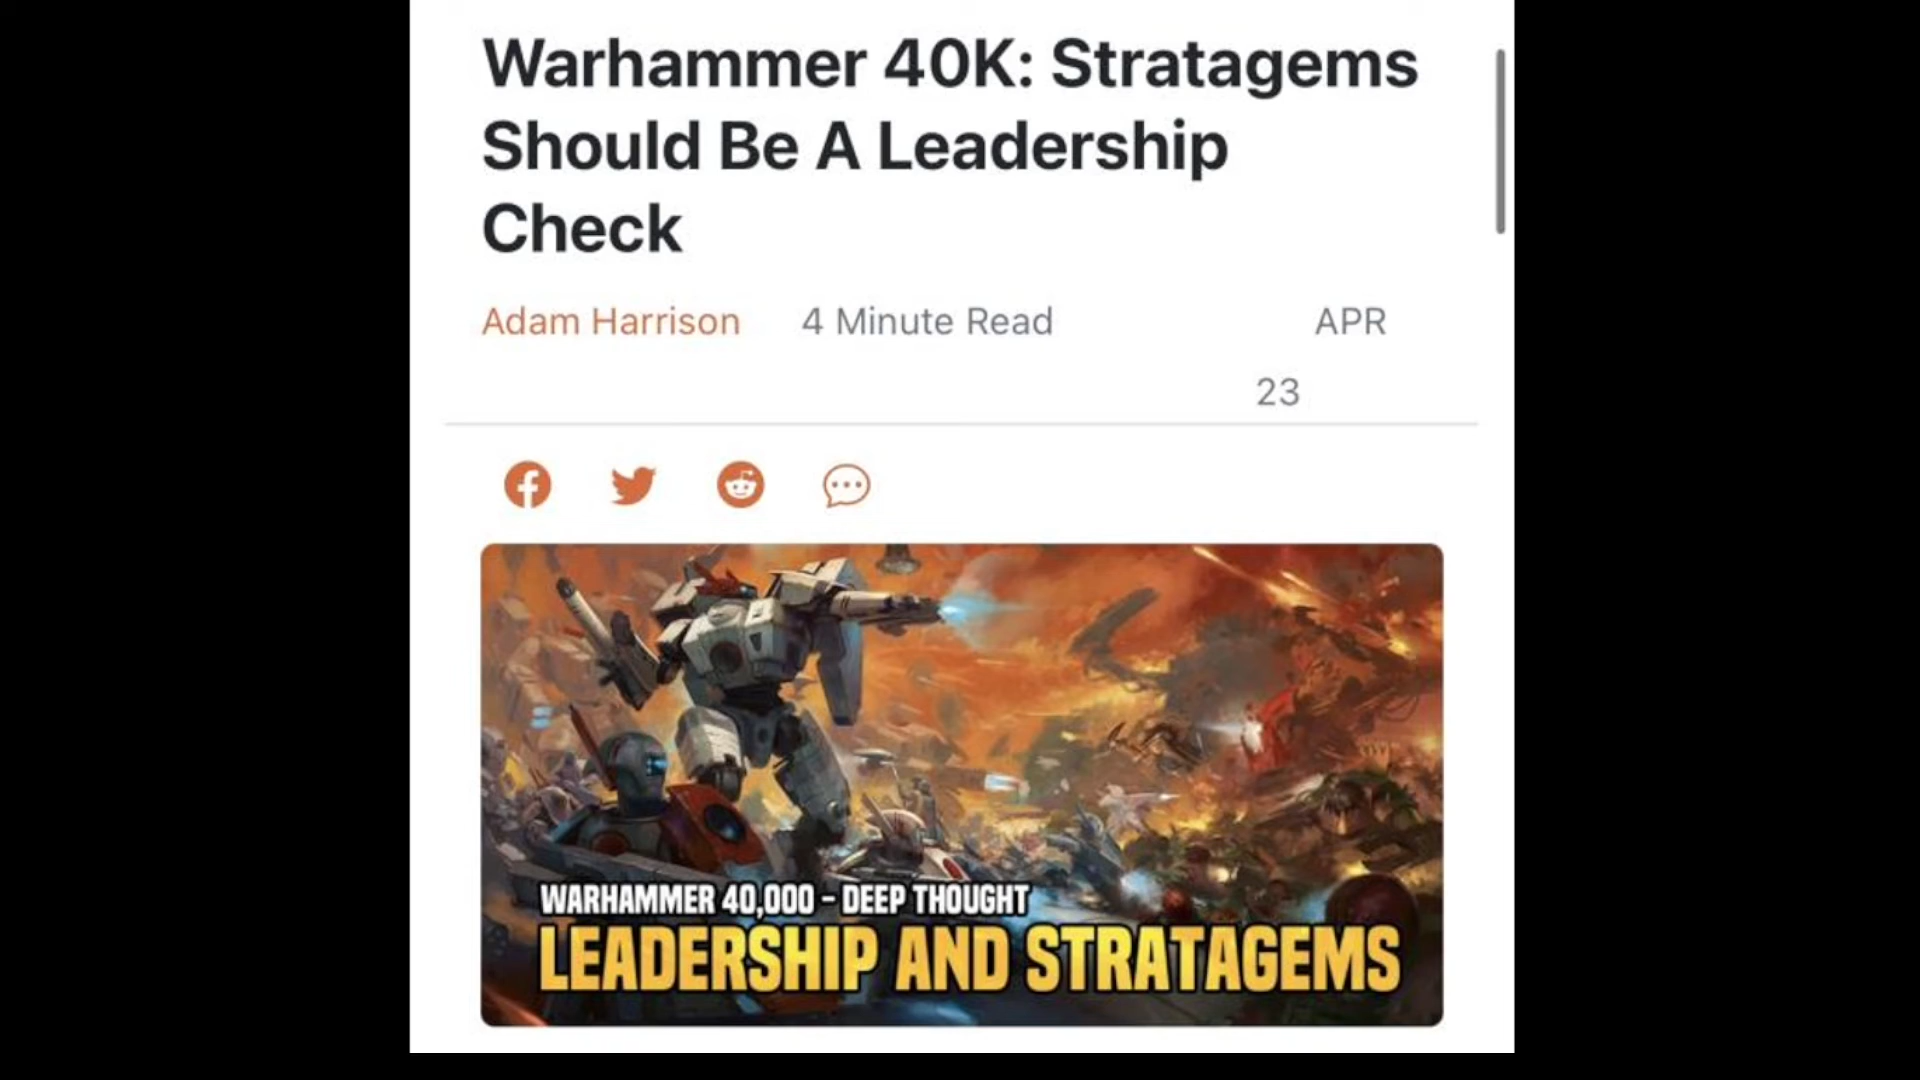 Warhammer 40K: Stratagems
Should Be A Leadership
Check
Adam Harrison 4 Minute Read APR
23
WARHAMMER 40,000 – DEEP THOUGHT
LEADERSHIP AND STRATAGEMS